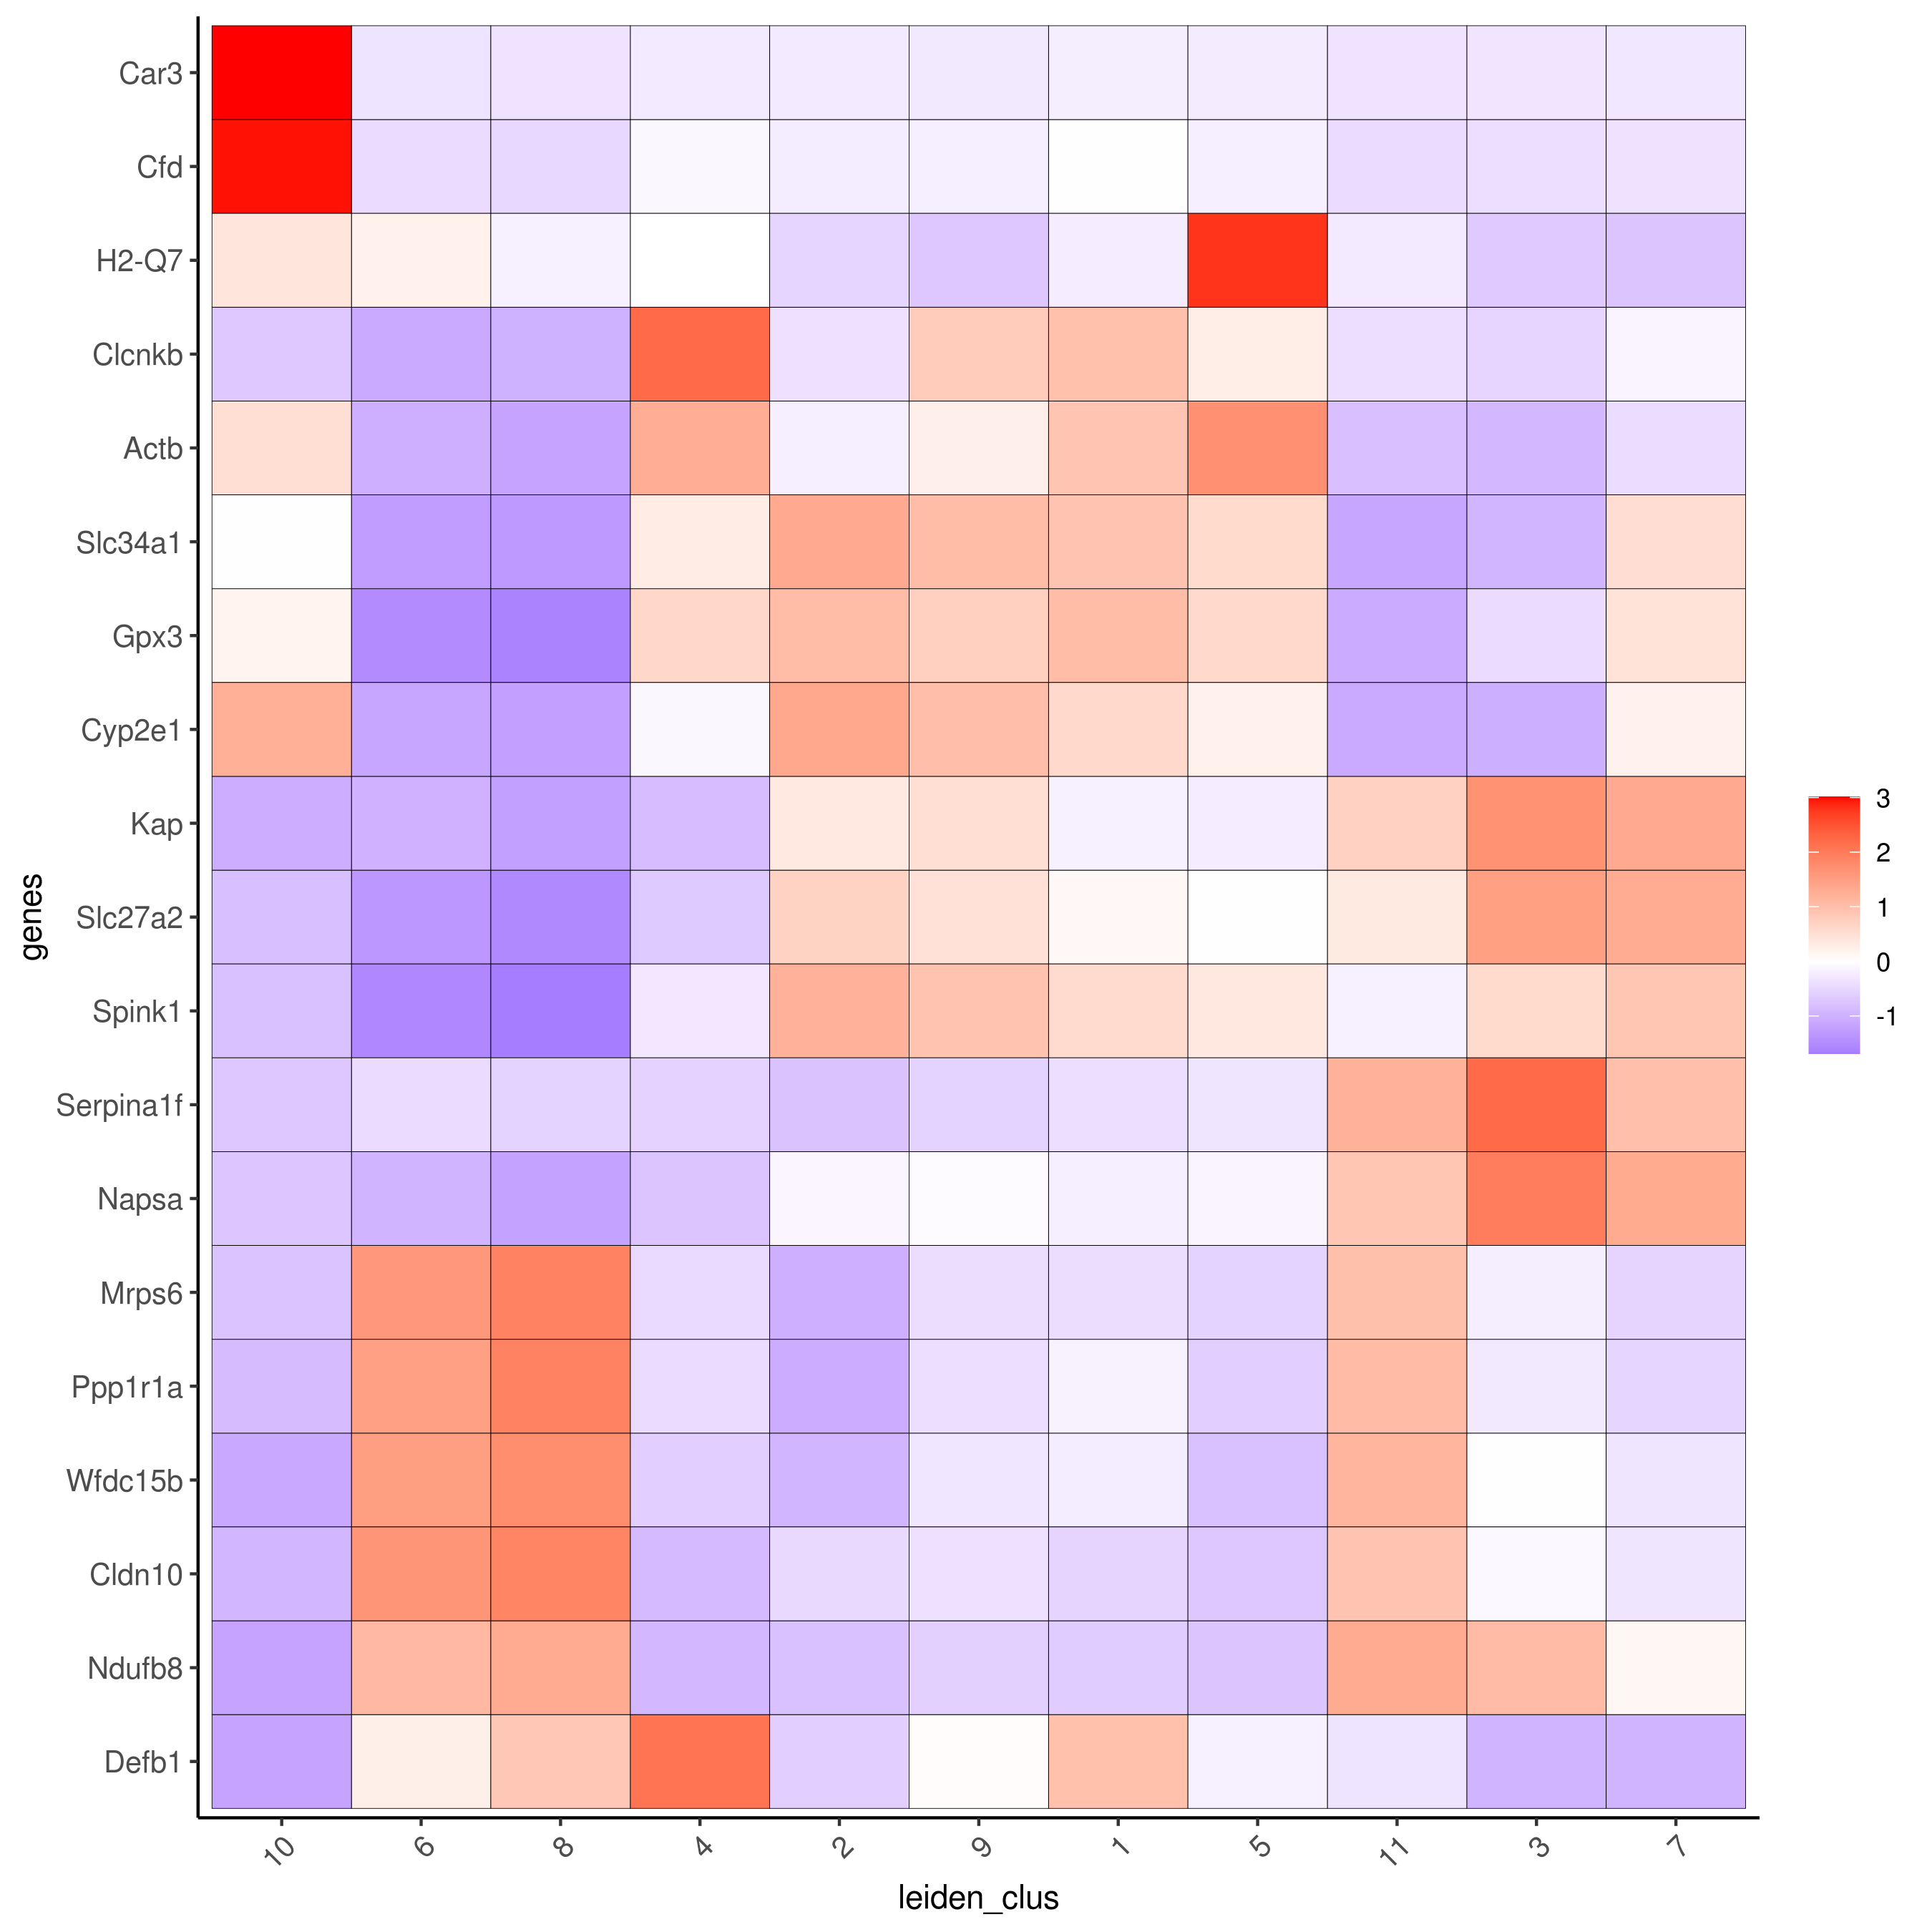 Car3
Cfd
H2-Q7
Clcnkb
Actb
Slc34a1
Gpx3
Cyp2e1
Kap
Slc27a2
Spink1
Serpina1f
Napsa
Mrps6
Ppp1r1a
Wfdc15b
Cldn10
Ndufb8
Defb1
genes
10 6 8 4 2 9 1 5 11 3 7
leiden_clus
3
2
1
0
-1